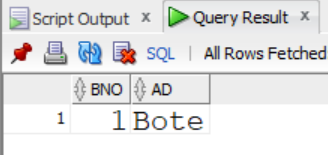 Script Output x Query Result x
SQL | All Rows Fetched
BNO AD
1 1 Bote